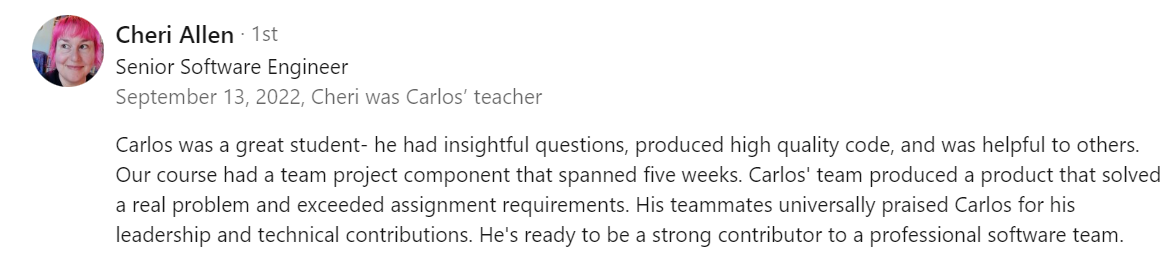 Cheri Allen · 1st
Senior Software Engineer
September 13, 2022, Cheri was Carlos’ teacher
Carlos was a great student- he had insightful questions, produced high quality code, and was helpful to others.
Our course had a team project component that spanned five weeks. Carlos' team produced a product that solved
a real problem and exceeded assignment requirements. His teammates universally praised Carlos for his
leadership and technical contributions. He's ready to be a strong contributor to a professional software team.